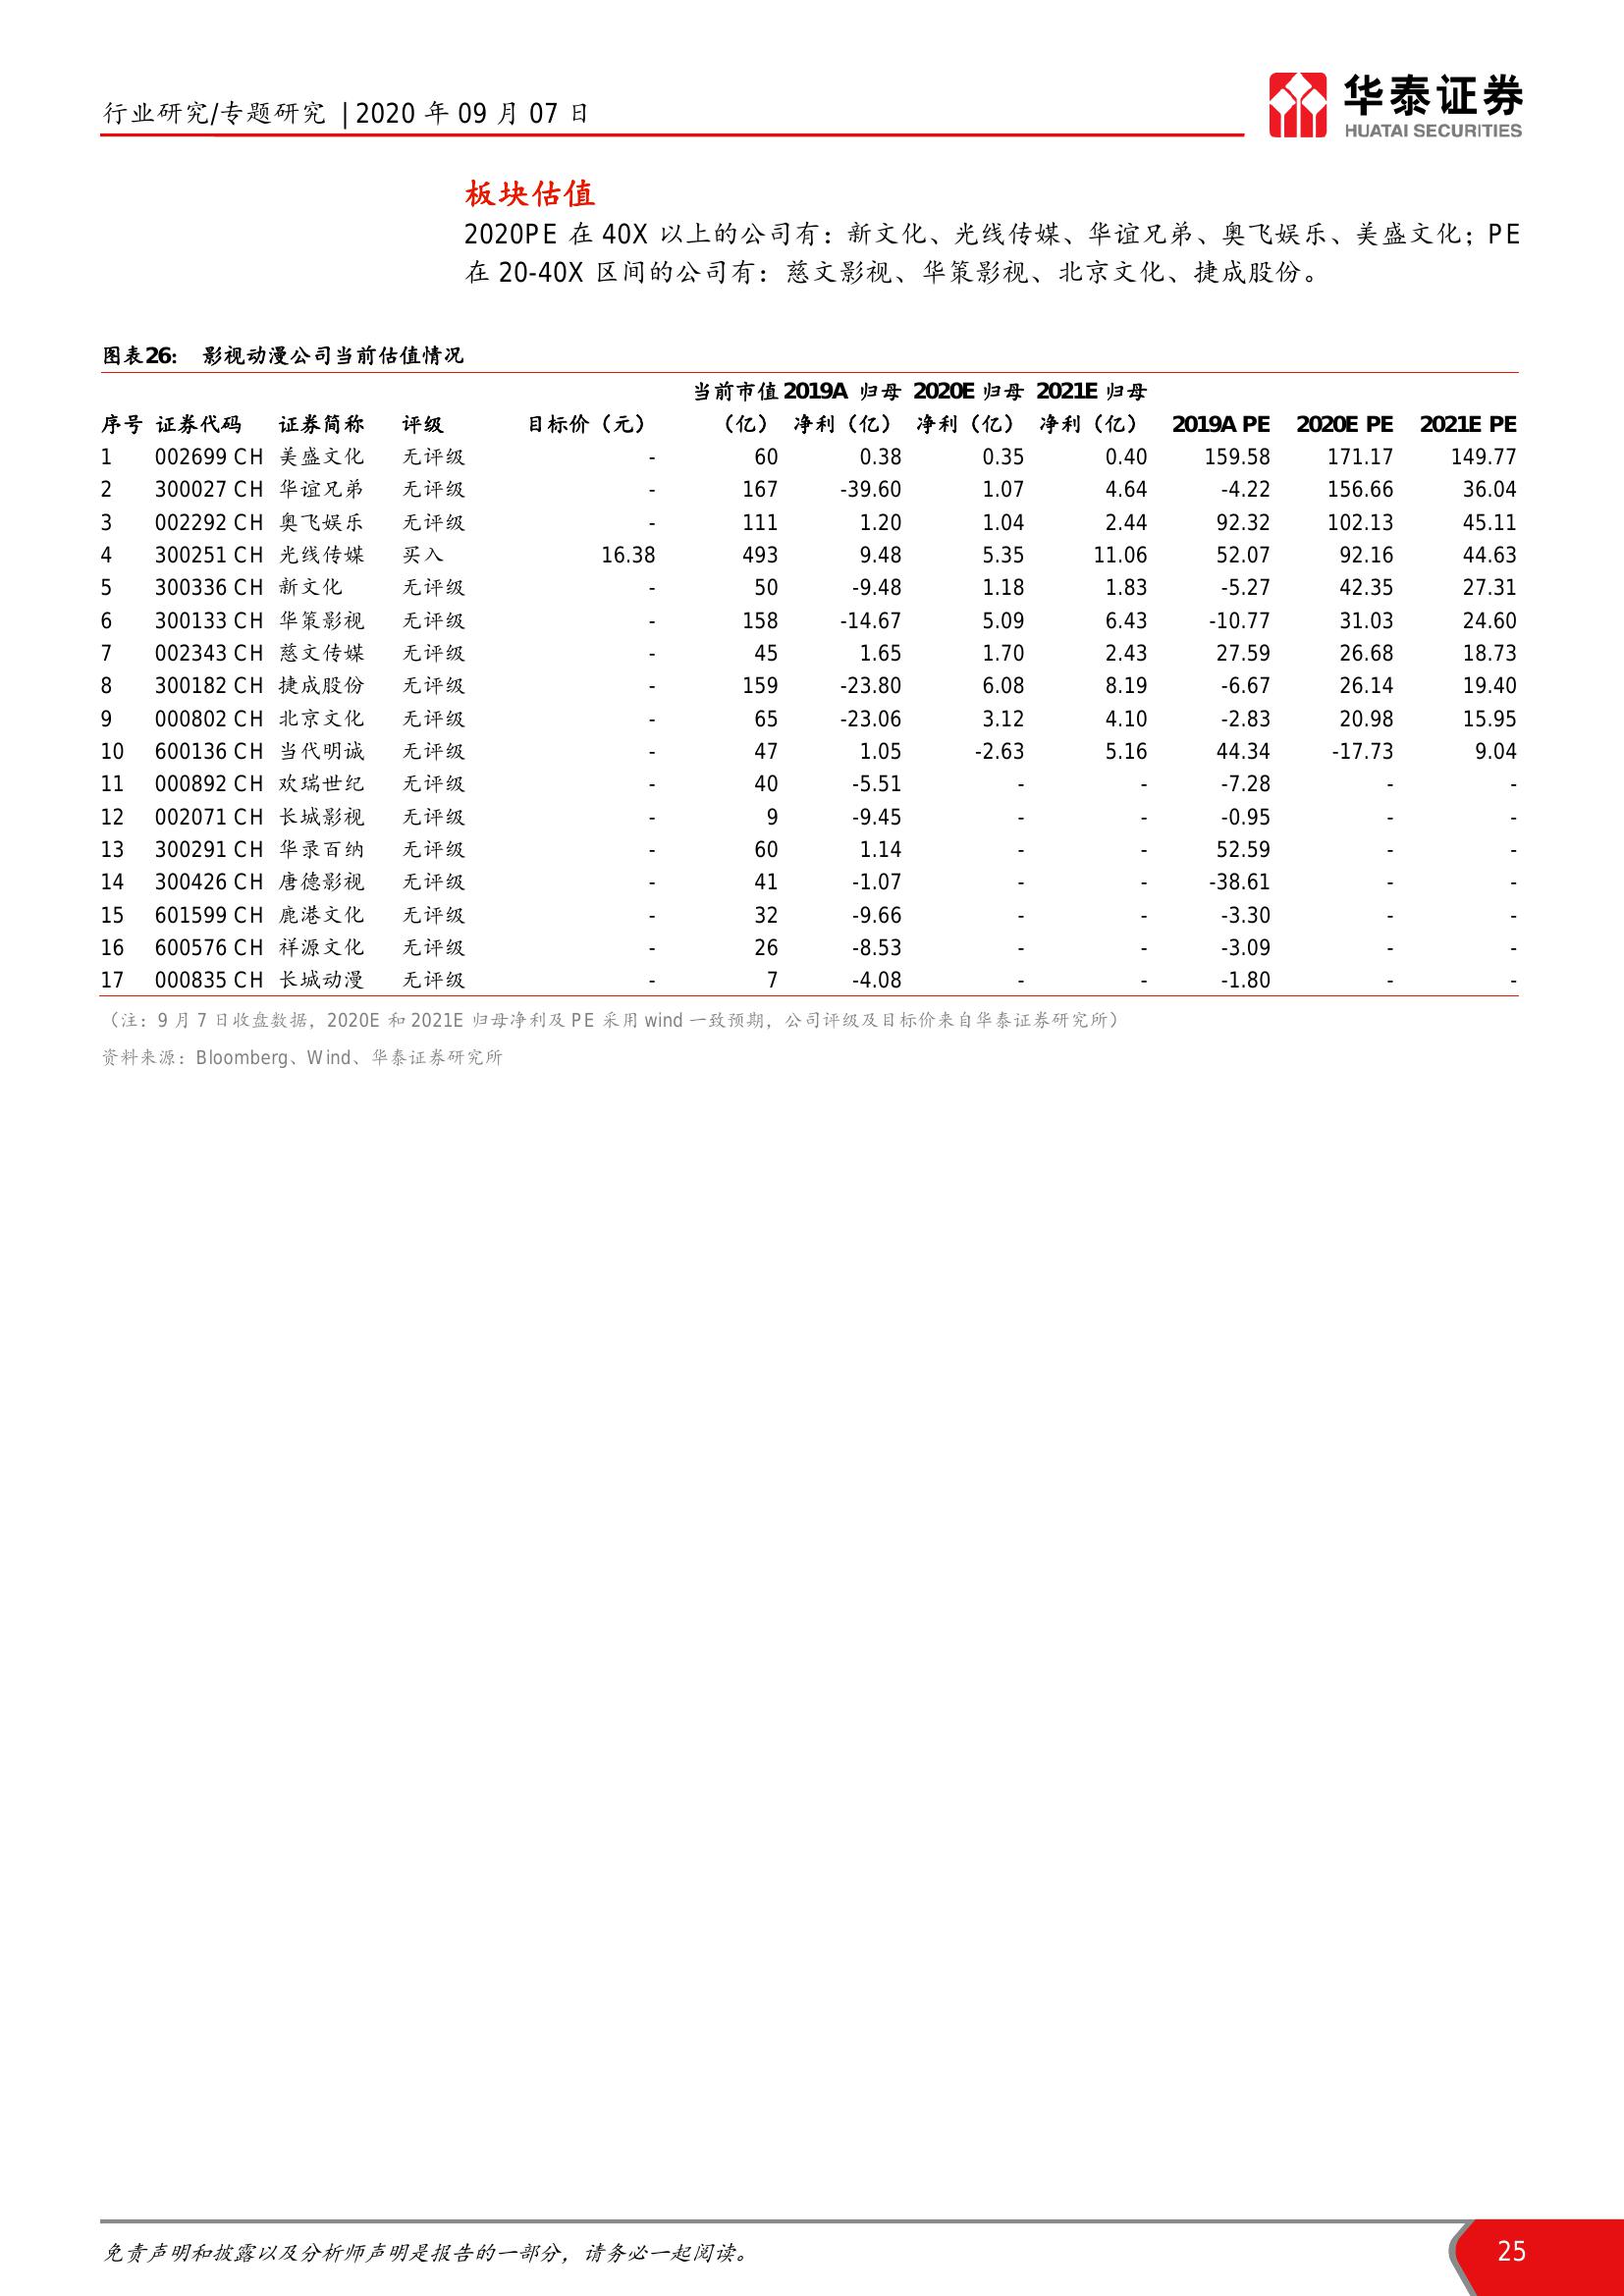 行业研究/专题研究 | 2020 年 09 月 07 日
华泰证券
HUATAI SECURITIES
板块估值
2020PE 在 40X 以上的公司有：新文化、光线传媒、华谊兄弟、奥飞娱乐、美盛文化；PE
在 20-40X 区间的公司有：慈文影视、华策影视、北京文化、捷成股份。
图表26： 影视动漫公司当前估值情况
当前市值 2019A 归母 2020E 归母 2021E 归母
序号 证券代码 证券简称 评级 目标价（元） （亿） 净利（亿） 净利（亿） 净利（亿） 2019A PE 2020E PE 2021E PE
1 002699 CH 美盛文化 无评级 - 60 0.38 0.35 0.40 159.58 171.17 149.77
2 300027 CH 华谊兄弟 无评级 - 167 -39.60 1.07 4.64 -4.22 156.66 36.04
3 002292 CH 奥飞娱乐 无评级 - 111 1.20 1.04 2.44 92.32 102.13 45.11
4 300251 CH 光线传媒 买入 16.38 493 9.48 5.35 11.06 52.07 92.16 44.63
5 300336 CH 新文化 无评级 - 50 -9.48 1.18 1.83 -5.27 42.35 27.31
6 300133 CH 华策影视 无评级 - 158 -14.67 5.09 6.43 -10.77 31.03 24.60
7 002343 CH 慈文传媒 无评级 - 45 1.65 1.70 2.43 27.59 26.68 18.73
8 300182 CH 捷成股份 无评级 - 159 -23.80 6.08 8.19 -6.67 26.14 19.40
9 000802 CH 北京文化 无评级 - 65 -23.06 3.12 4.10 -2.83 20.98 15.95
10 600136 CH 当代明诚 无评级 - 47 1.05 -2.63 5.16 44.34 -17.73 9.04
11 000892 CH 欢瑞世纪 无评级 - 40 -5.51 - - -7.28 - -
12 002071 CH 长城影视 无评级 - 9 -9.45 - - -0.95 - -
13 300291 CH 华录百纳 无评级 - 60 1.14 - - 52.59 - -
14 300426 CH 唐德影视 无评级 - 41 -1.07 - - -38.61 - -
15 601599 CH 鹿港文化 无评级 - 32 -9.66 - - -3.30 - -
16 600576 CH 祥源文化 无评级 - 26 -8.53 - - -3.09 - -
17 000835 CH 长城动漫 无评级 - 7 -4.08 - - -1.80 - -
（注：9 月 7 日收盘数据，2020E 和 2021E 归母净利及 PE 采用 wind 一致预期，公司评级及目标价来自华泰证券研究所）
资料来源：Bloomberg、Wind、华泰证券研究所
免责声明和披露以及分析师声明是报告的一部分，请务必一起阅读。
25